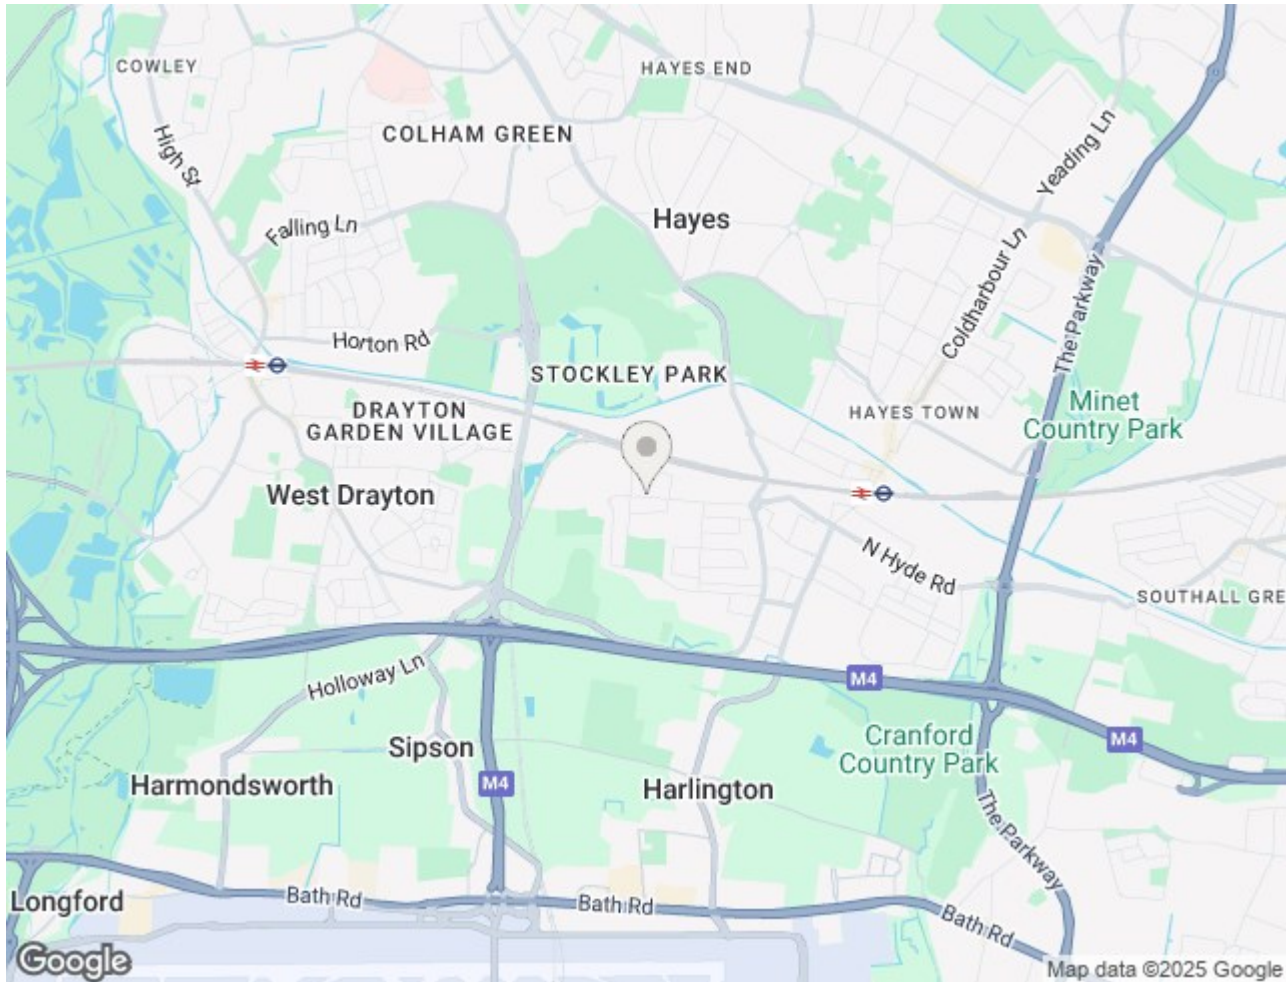 COWLEY
HAYES END
COLHAM GREEN
High St
Yeading Ln
Falling Ln
Hayes
Coldharbour Ln
The Parkway
Horton Rd
STOCKLEY PARK
DRAYTON
GARDEN VILLAGE
HAYES TOWN
Minet
Country Park
West Drayton
N Hyde Rd
SOUTHALL GRE
Holloway Ln
M4
Sipson
Cranford
Country Park
M4
Harmondsworth
M4
Harlington
The Parkway
Longford
Bath Rd
Bath Rd
Bath Rd
Google
Map data ©2025 Google